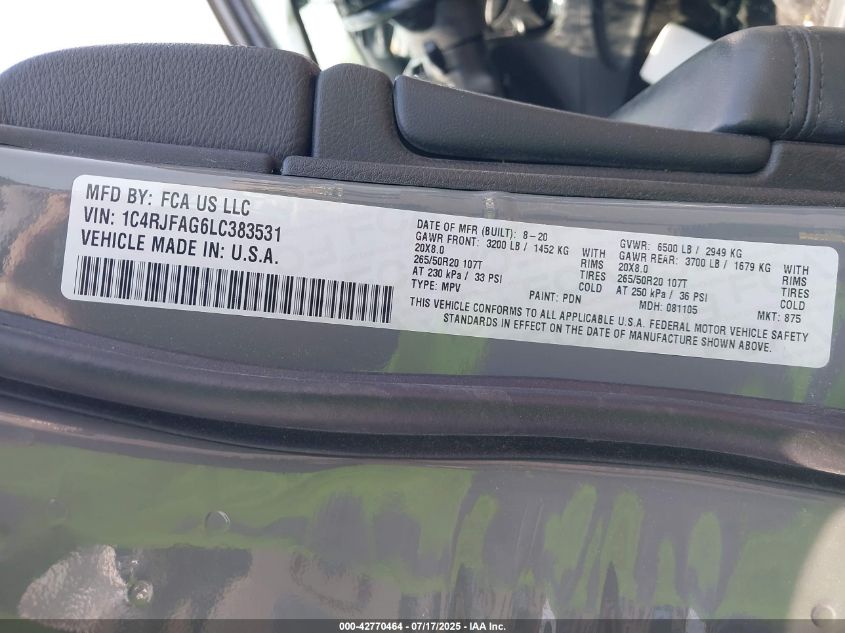 MFD BY: FCA US LLC
VIN: 1C4RJFAG6LC383531
VEHICLE MADE IN: U.S.A.
DATE OF MFR (BUILT): 8-20
GAWR FRONT: 3200 LB / 1452 KG WITH
20X8.0 RIMS
265/50R20 107T TIRES
AT 230 kPa / 33 PSI COLD
TYPE: MPV
PAINT: PDN
GVWR: 6500 LB / 2949 KG
GAWR REAR: 3700 LB / 1679 KG WITH
20X8.0 RIMS
265/50R20 107T TIRES
AT 250 kPa / 36 PSI COLD
MDH: 081105 MKT: 875
THIS VEHICLE CONFORMS TO ALL APPLICABLE U.S.A. FEDERAL MOTOR VEHICLE SAFETY
STANDARDS IN EFFECT ON THE DATE OF MANUFACTURE SHOWN ABOVE.
000-42770464 - 07/17/2025 - IAA Inc.